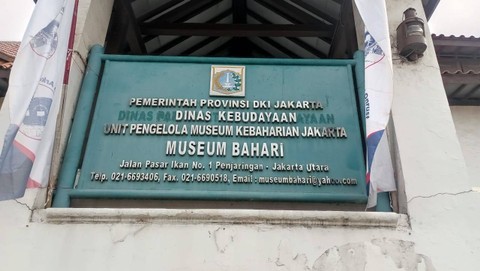 PEMERINTAH PROVINSI DKI JAKARTA
DINAS KEBUDAYAAN
UNIT PENGELOLA MUSEUM KEBAHARIAN JAKARTA
MUSEUM BAHARI
Jalan Pasar Ikan No. 1 Penjaringan - Jakarta Utara
Telp. 021-6693406, Fax. 021-6690518, Email : museumbahari@yahoo.com